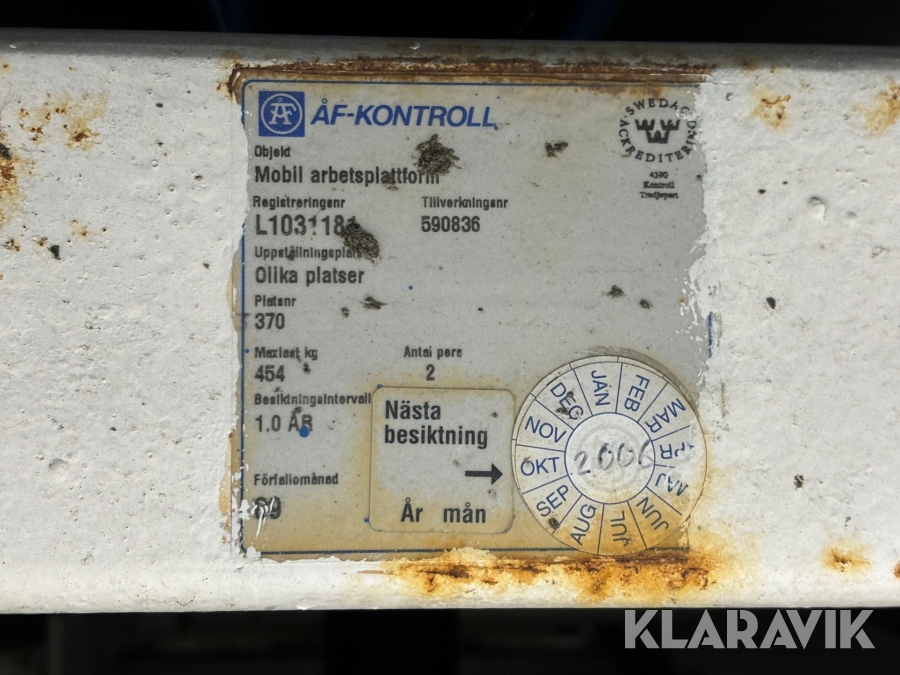 ÅF
ÅF-KONTROLL
SWEDAC
ACKREDITERING
4390
Kontroll
Tredjepart
Objekt
Mobil arbetsplattform
Registreringsnr Tillverkningsnr
590836
Uppställningsplats
Olika platser
Platsnr
370
Maxlast kg Antal pers
454 2
Besiktningsintervall
1.0 ÅR
Förfallomånad
Nästa
besiktning
År mån
JAN
FEB
MAR
APR
MAJ
JUN
JUL
AUG
SEP
OKT
NOV
DEC
2006
KLARAVIK